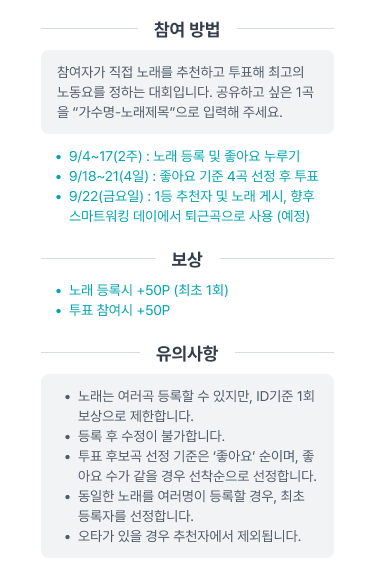 참여 방법
참여자가 직접 노래를 추천하고 투표해 최고의
노동요를 정하는 대회입니다. 공유하고 싶은 1곡
을 “가수명-노래제목”으로 입력해 주세요.
• 9/4~17(2주) : 노래 등록 및 좋아요 누루기
• 9/18~21(4일) : 좋아요 기준 4곡 선정 후 투표
• 9/22(금요일) : 1등 추천자 및 노래 게시, 향후
스마트워킹 데이에서 퇴근곡으로 사용 (예정)
보상
• 노래 등록시 +50P (최초 1회)
• 투표 참여시 +50P
유의사항
• 노래는 여러곡 등록할 수 있지만, ID기준 1회
보상으로 제한합니다.
• 등록 후 수정이 불가합니다.
• 투표 후보곡 선정 기준은 ‘좋아요’ 순이며, 좋
아요 수가 같을 경우 선착순으로 선정합니다.
• 동일한 노래를 여러명이 등록할 경우, 최초
등록자를 선정합니다.
• 오타가 있을 경우 추천자에서 제외됩니다.